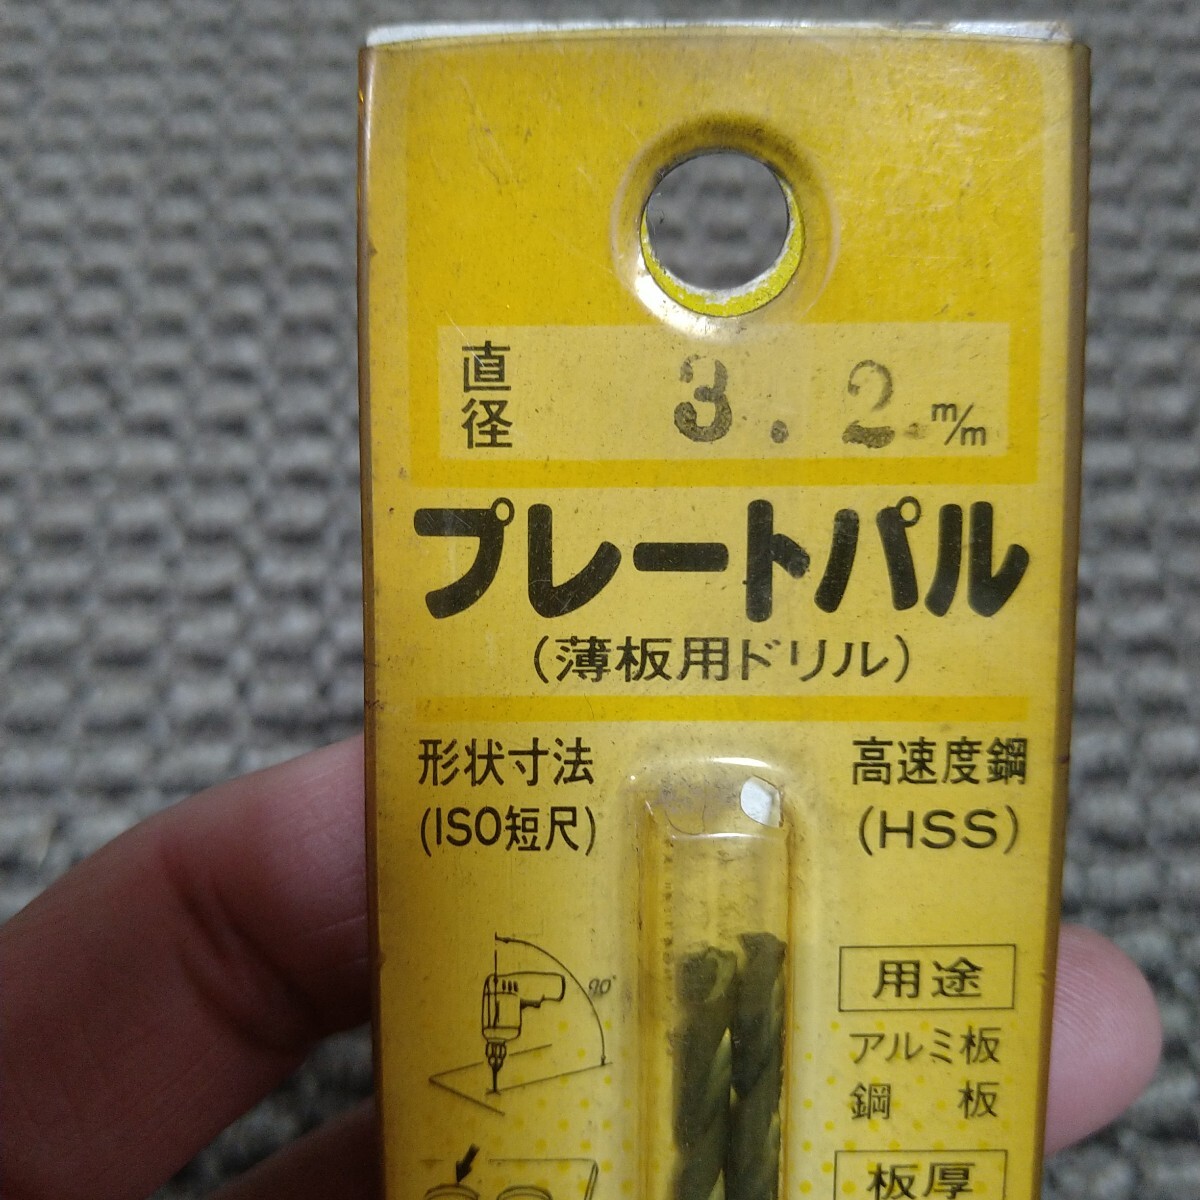 直径 3.2 m/m
プレートパル
(薄板用ドリル)
形状寸法
(ISO短尺)
高速度鋼
(HSS)
90°
用途
アルミ板
鋼板
板厚